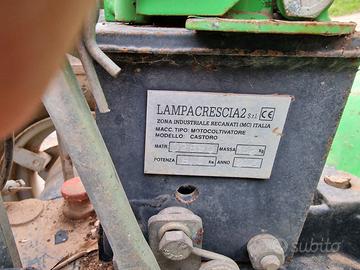 LAMPACRESCIA2 S.r.l.
ZONA INDUSTRIALE RECANATI (MC) ITALIA
MACC. TIPO: MOTOCOLTIVATORE CE
MODELLO: CASTORO
MATR. MASSA Kg
POTENZA Kw ANNO
subito